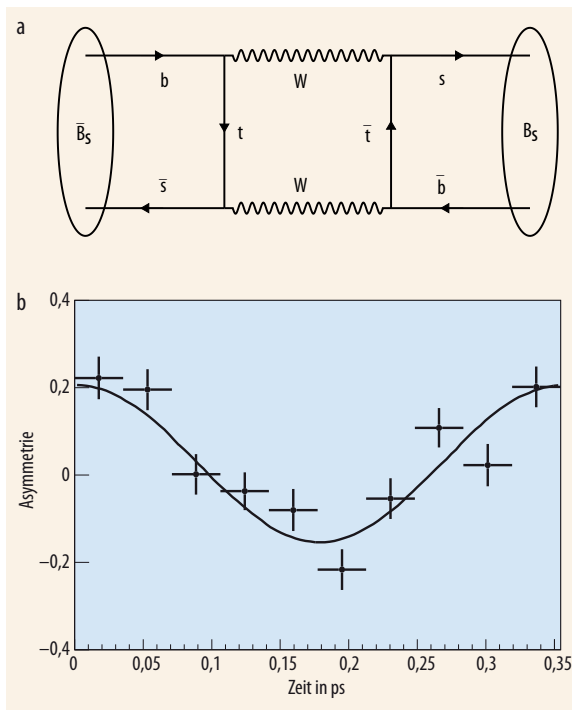 a
b W s
B̄s t t̄ Bs
s̄ W b̄
b
0,4
0,2
0
−0,2
−0,4
Asymmetrie
0 0,05 0,1 0,15 0,2 0,25 0,3 0,35
Zeit in ps